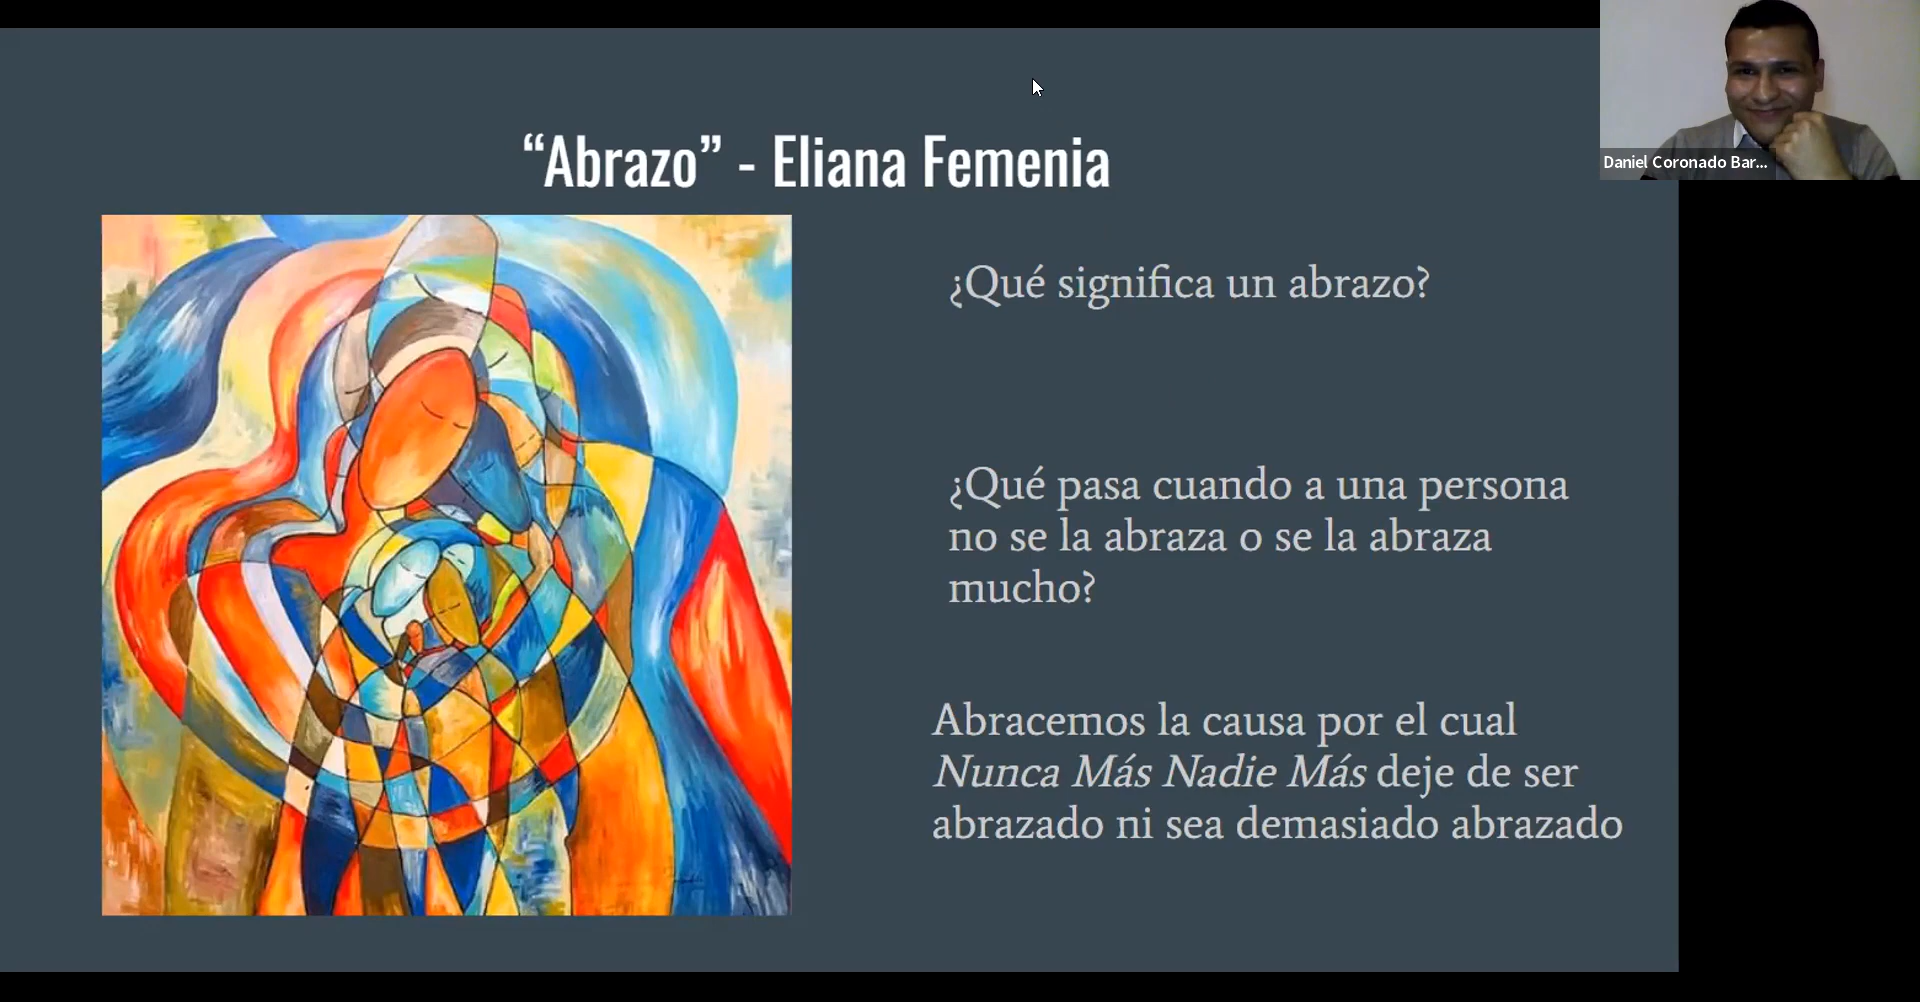 “Abrazo” - Eliana Femenia
Daniel Coronado Bar...
¿Qué significa un abrazo?
¿Qué pasa cuando a una persona
no se la abraza o se la abraza
mucho?
Abracemos la causa por el cual
Nunca Más Nadie Más deje de ser
abrazado ni sea demasiado abrazado